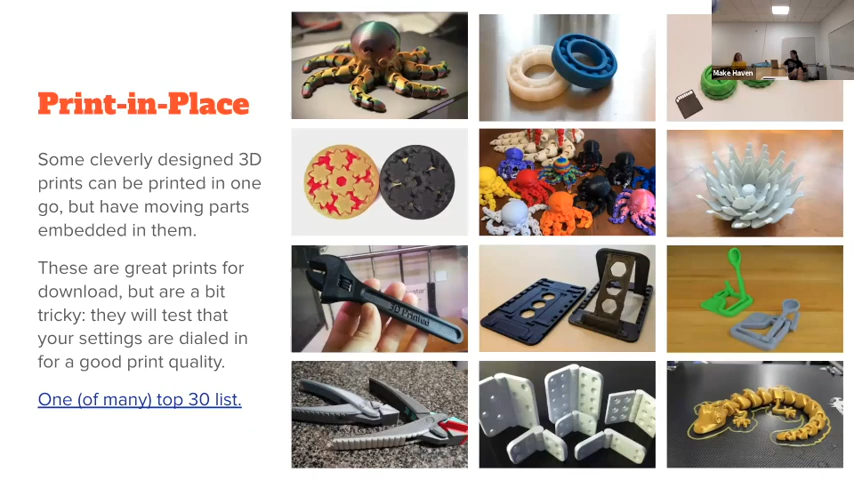 Print-in-Place
Some cleverly designed 3D
prints can be printed in one
go, but have moving parts
embedded in them.
These are great prints for
download, but are a bit
tricky: they will test that
your settings are dialed in
for a good print quality.
One (of many) top 30 list.
3D Printed
Make Haven